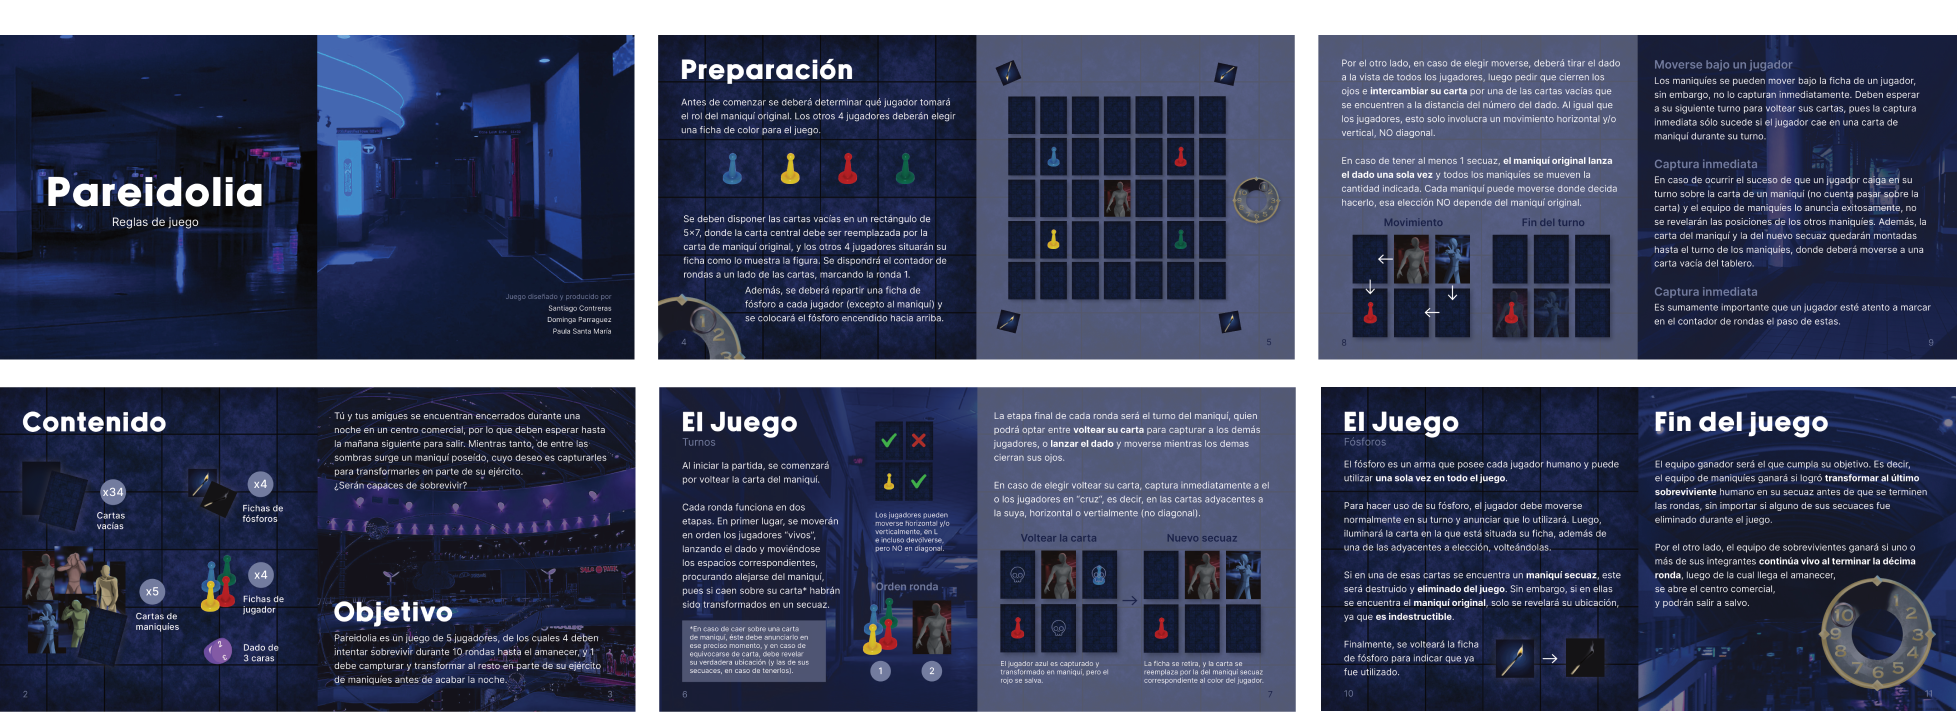 Pareidolia
Reglas de juego
Juego diseñado y producido por
Santiago Contreras
Dominga Parraguez
Paula Santa María
Contenido
x34
Cartas
vacías
x4
Fichas de
fósforos
x5
Cartas de
maniquíes
x4
Fichas de
jugador
Dado de
3 caras
2
Tú y tus amigues se encuentran encerrados durante una
noche en un centro comercial, por lo que deben esperar hasta
la mañana siguiente para salir. Mientras tanto, de entre las
sombras surge un maniquí poseído, cuyo deseo es capturarles
para transformarles en parte de su ejército.
¿Serán capaces de sobrevivir?
Objetivo
Pareidolia es un juego de 5 jugadores, de los cuales 4 deben
intentar sobrevivir durante 10 rondas hasta el amanecer, y 1
debe campturar y transformar al resto en parte de su ejército
de maniquíes antes de acabar la noche.
3
Preparación
Antes de comenzar se deberá determinar qué jugador tomará
el rol del maniquí original. Los otros 4 jugadores deberán elegir
una ficha de color para el juego.
Se deben disponer las cartas vacías en un rectángulo de
5x7, donde la carta central debe ser reemplazada por la
carta de maniquí original, y los otros 4 jugadores situarán su
ficha como lo muestra la figura. Se dispondrá el contador de
rondas a un lado de las cartas, marcando la ronda 1.
Además, se deberá repartir una ficha de
fósforo a cada jugador (excepto al maniquí) y
se colocará el fósforo encendido hacia arriba.
1
2
3
4
5
El Juego
Turnos
Al iniciar la partida, se comenzará
por voltear la carta del maniquí.
Cada ronda funciona en dos
etapas. En primer lugar, se moverán
en orden los jugadores "vivos",
lanzando el dado y moviéndose
los espacios correspondientes,
procurando alejarse del maniquí,
pues si caen sobre su carta* habrán
sido transformados en un secuaz.
*En caso de caer sobre una carta
de maniquí, éste debe anunciarlo en
ese preciso momento, y en caso de
equivocarse de carta, debe revelar
su verdadera ubicación (y las de sus
secuaces, en caso de tenerlos).
Los jugadores pueden
moverse horizontal y/o
verticalmente, en L
e incluso devolverse,
pero NO en diagonal.
Orden ronda
1
2
6
La etapa final de cada ronda será el turno del maniquí, quien
podrá optar entre voltear su carta para capturar a los demás
jugadores, o lanzar el dado y moverse mientras los demas
cierran sus ojos.
En caso de elegir voltear su carta, captura inmediatamente a el
o los jugadores en "cruz", es decir, en las cartas adyacentes a
la suya, horizontal o vertialmente (no diagonal).
Voltear la carta
Nuevo secuaz
El jugador azul es capturado y
transformado en maniquí, pero el
rojo se salva.
La ficha se retira, y la carta se
reemplaza por la del maniquí secuaz
correspondiente al color del jugador.
7
Por el otro lado, en caso de elegir moverse, deberá tirar el dado
a la vista de todos los jugadores, luego pedir que cierren los
ojos e intercambiar su carta por una de las cartas vacías que
se encuentren a la distancia del número del dado. Al igual que
los jugadores, esto solo involucra un movimiento horizontal y/o
vertical, NO diagonal.
En caso de tener al menos 1 secuaz, el maniquí original lanza
el dado una sola vez y todos los maniquíes se mueven la
cantidad indicada. Cada maniquí puede moverse donde decida
hacerlo, esa elección NO depende del maniquí original.
Movimiento
Fin del turno
8
Moverse bajo un jugador
Los maniquíes se pueden mover bajo la ficha de un jugador,
sin embargo, no lo capturan inmediatamente. Deben esperar
a su siguiente turno para voltear sus cartas, pues la captura
inmediata sólo sucede si el jugador cae en una carta de
maniquí durante su turno.
Captura inmediata
En caso de ocurrir el suceso de que un jugador caiga en su
turno sobre la carta de un maniquí (no cuenta pasar sobre la
carta) y el equipo de maniquíes lo anuncia exitosamente, no
se revelarán las posiciones de los otros maniquíes. Además, la
carta del maniquí y la del nuevo secuaz quedarán montadas
hasta el turno de los maniquíes, donde deberá moverse a una
carta vacía del tablero.
Captura inmediata
Es sumamente importante que un jugador esté atento a marcar
en el contador de rondas el paso de estas.
9
El Juego
Fósforos
El fósforo es un arma que posee cada jugador humano y puede
utilizar una sola vez en todo el juego.
Para hacer uso de su fósforo, el jugador debe moverse
normalmente en su turno y anunciar que lo utilizará. Luego,
iluminará la carta en la que está situada su ficha, además de
una de las adyacentes a elección, volteándolas.
Si en una de esas cartas se encuentra un maniquí secuaz, este
será destruido y eliminado del juego. Sin embargo, si en ellas
se encuentra el maniquí original, solo se revelará su ubicación,
ya que es indestructible.
Finalmente, se volteará la ficha
de fósforo para indicar que ya
fue utilizado.
10
Fin del juego
El equipo ganador será el que cumpla su objetivo. Es decir,
el equipo de maniquíes ganará si logró transformar al último
sobreviviente humano en su secuaz antes de que se terminen
las rondas, sin importar si alguno de sus secuaces fue
eliminado durante el juego.
Por el otro lado, el equipo de sobrevivientes ganará si uno o
más de sus integrantes continúa vivo al terminar la décima
ronda, luego de la cual llega el amanecer,
se abre el centro comercial,
y podrán salir a salvo.
11